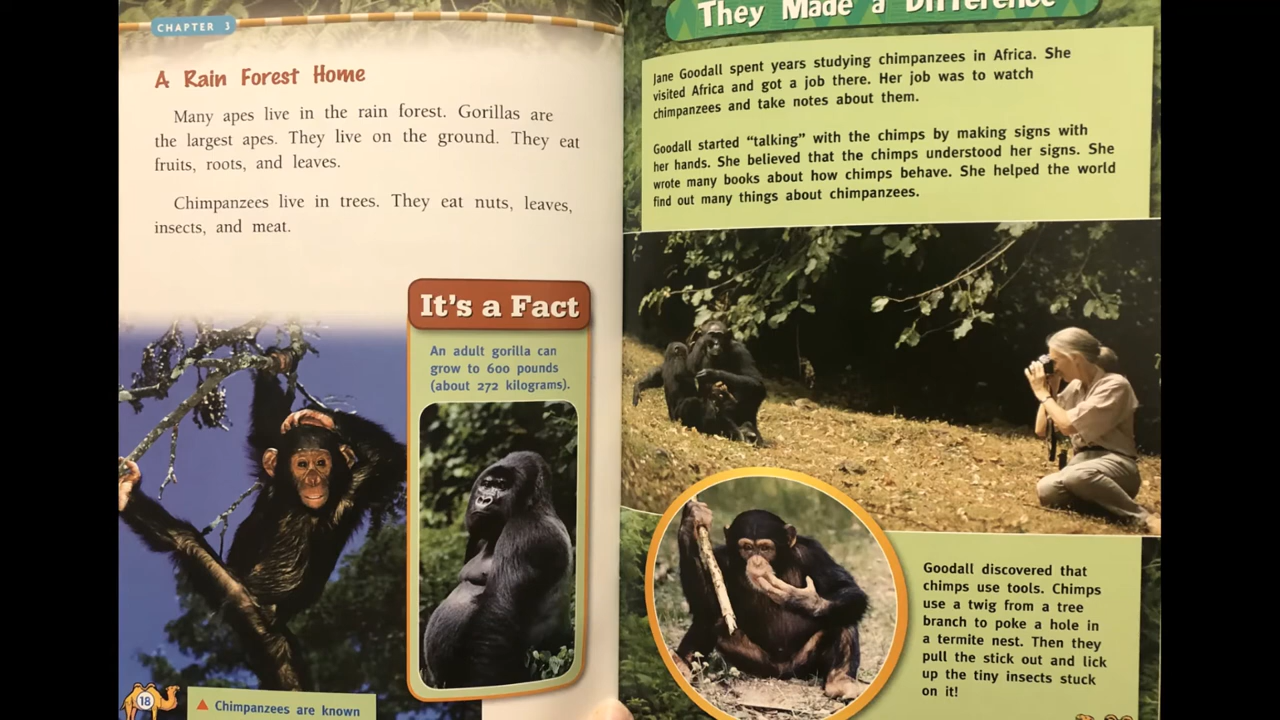 CHAPTER 3
A Rain Forest Home
Many apes live in the rain forest. Gorillas are
the largest apes. They live on the ground. They eat
fruits, roots, and leaves.
Chimpanzees live in trees. They eat nuts, leaves,
insects, and meat.
It's a Fact
An adult gorilla can
grow to 600 pounds
(about 272 kilograms).
18
▲ Chimpanzees are known
They Made a Difference
Jane Goodall spent years studying chimpanzees in Africa. She
visited Africa and got a job there. Her job was to watch
chimpanzees and take notes about them.
Goodall started “talking” with the chimps by making signs with
her hands. She believed that the chimps understood her signs. She
wrote many books about how chimps behave. She helped the world
find out many things about chimpanzees.
Goodall discovered that
chimps use tools. Chimps
use a twig from a tree
branch to poke a hole in
a termite nest. Then they
pull the stick out and lick
up the tiny insects stuck
on it!